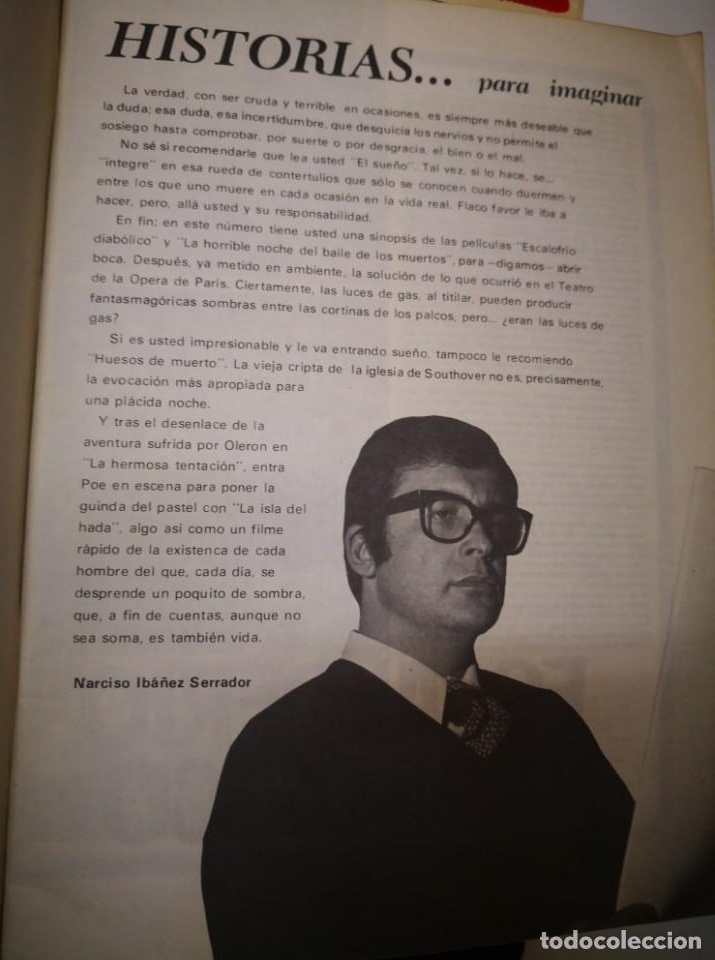 HISTORIAS... para imaginar
La verdad, con ser cruda y terrible en ocasiones, es siempre más deseable que
la duda; esa duda, esa incertidumbre, que desquicia los nervios y no permite el
sosiego hasta comprobar, por suerte o por desgracia, el bien o el mal.
No sé si recomendarle que lea usted "El sueño". Tal vez, si lo hace, se...
"integre" en esa rueda de contertulios que sólo se conocen cuando duermen y
entre los que uno muere en cada ocasión en la vida real. Flaco favor le iba a
hacer, pero, allá usted y su responsabilidad.
En fin; en este número tiene usted una sinopsis de las películas "Escalofrío
diabólico" y "La horrible noche del baile de los muertos", para —digamos— abrir
boca. Después, ya metido en ambiente, la solución de lo que ocurrió en el Teatro
de la Opera de París. Ciertamente, las luces de gas, al titilar, pueden producir
fantasmagóricas sombras entre las cortinas de los palcos, pero... ¿eran las luces de
gas?
Si es usted impresionable y le va entrando sueño, tampoco le recomiendo
"Huesos de muerto". La vieja cripta de la iglesia de Southover no es, precisamente,
la evocación más apropiada para
una plácida noche.
Y tras el desenlace de la
aventura sufrida por Oleron en
"La hermosa tentación", entra
Poe en escena para poner la
guinda del pastel con "La isla del
hada", algo así como un filme
rápido de la existenca de cada
hombre del que, cada día, se
desprende un poquito de sombra,
que, a fin de cuentas, aunque no
sea soma, es también vida.
Narciso Ibáñez Serrador
todocoleccion